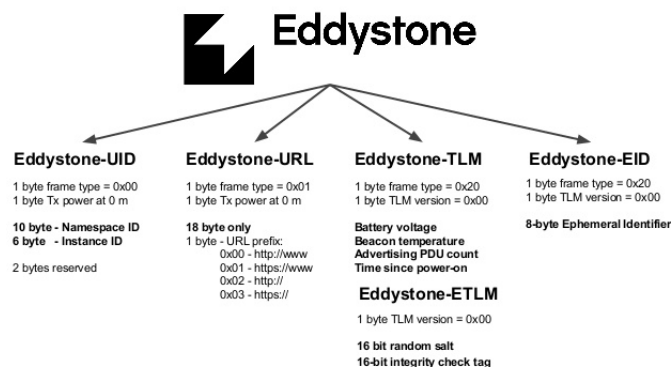 Eddystone
Eddystone-UID
1 byte frame type = 0x00
1 byte Tx power at 0 m
10 byte - Namespace ID
6 byte - Instance ID
2 bytes reserved
Eddystone-URL
1 byte frame type = 0x01
1 byte Tx power at 0 m
18 byte only
1 byte - URL prefix:
0x00 - http://www
0x01 - https://www
0x02 - http://
0x03 - https://
Eddystone-TLM
1 byte frame type = 0x20
1 byte TLM version = 0x00
Battery voltage
Beacon temperature
Advertising PDU count
Time since power-on
Eddystone-ETLM
1 byte TLM version = 0x00
16 bit random salt
16-bit integrity check tag
Eddystone-EID
1 byte frame type = 0x20
1 byte TLM version = 0x00
8-byte Ephemeral Identifier